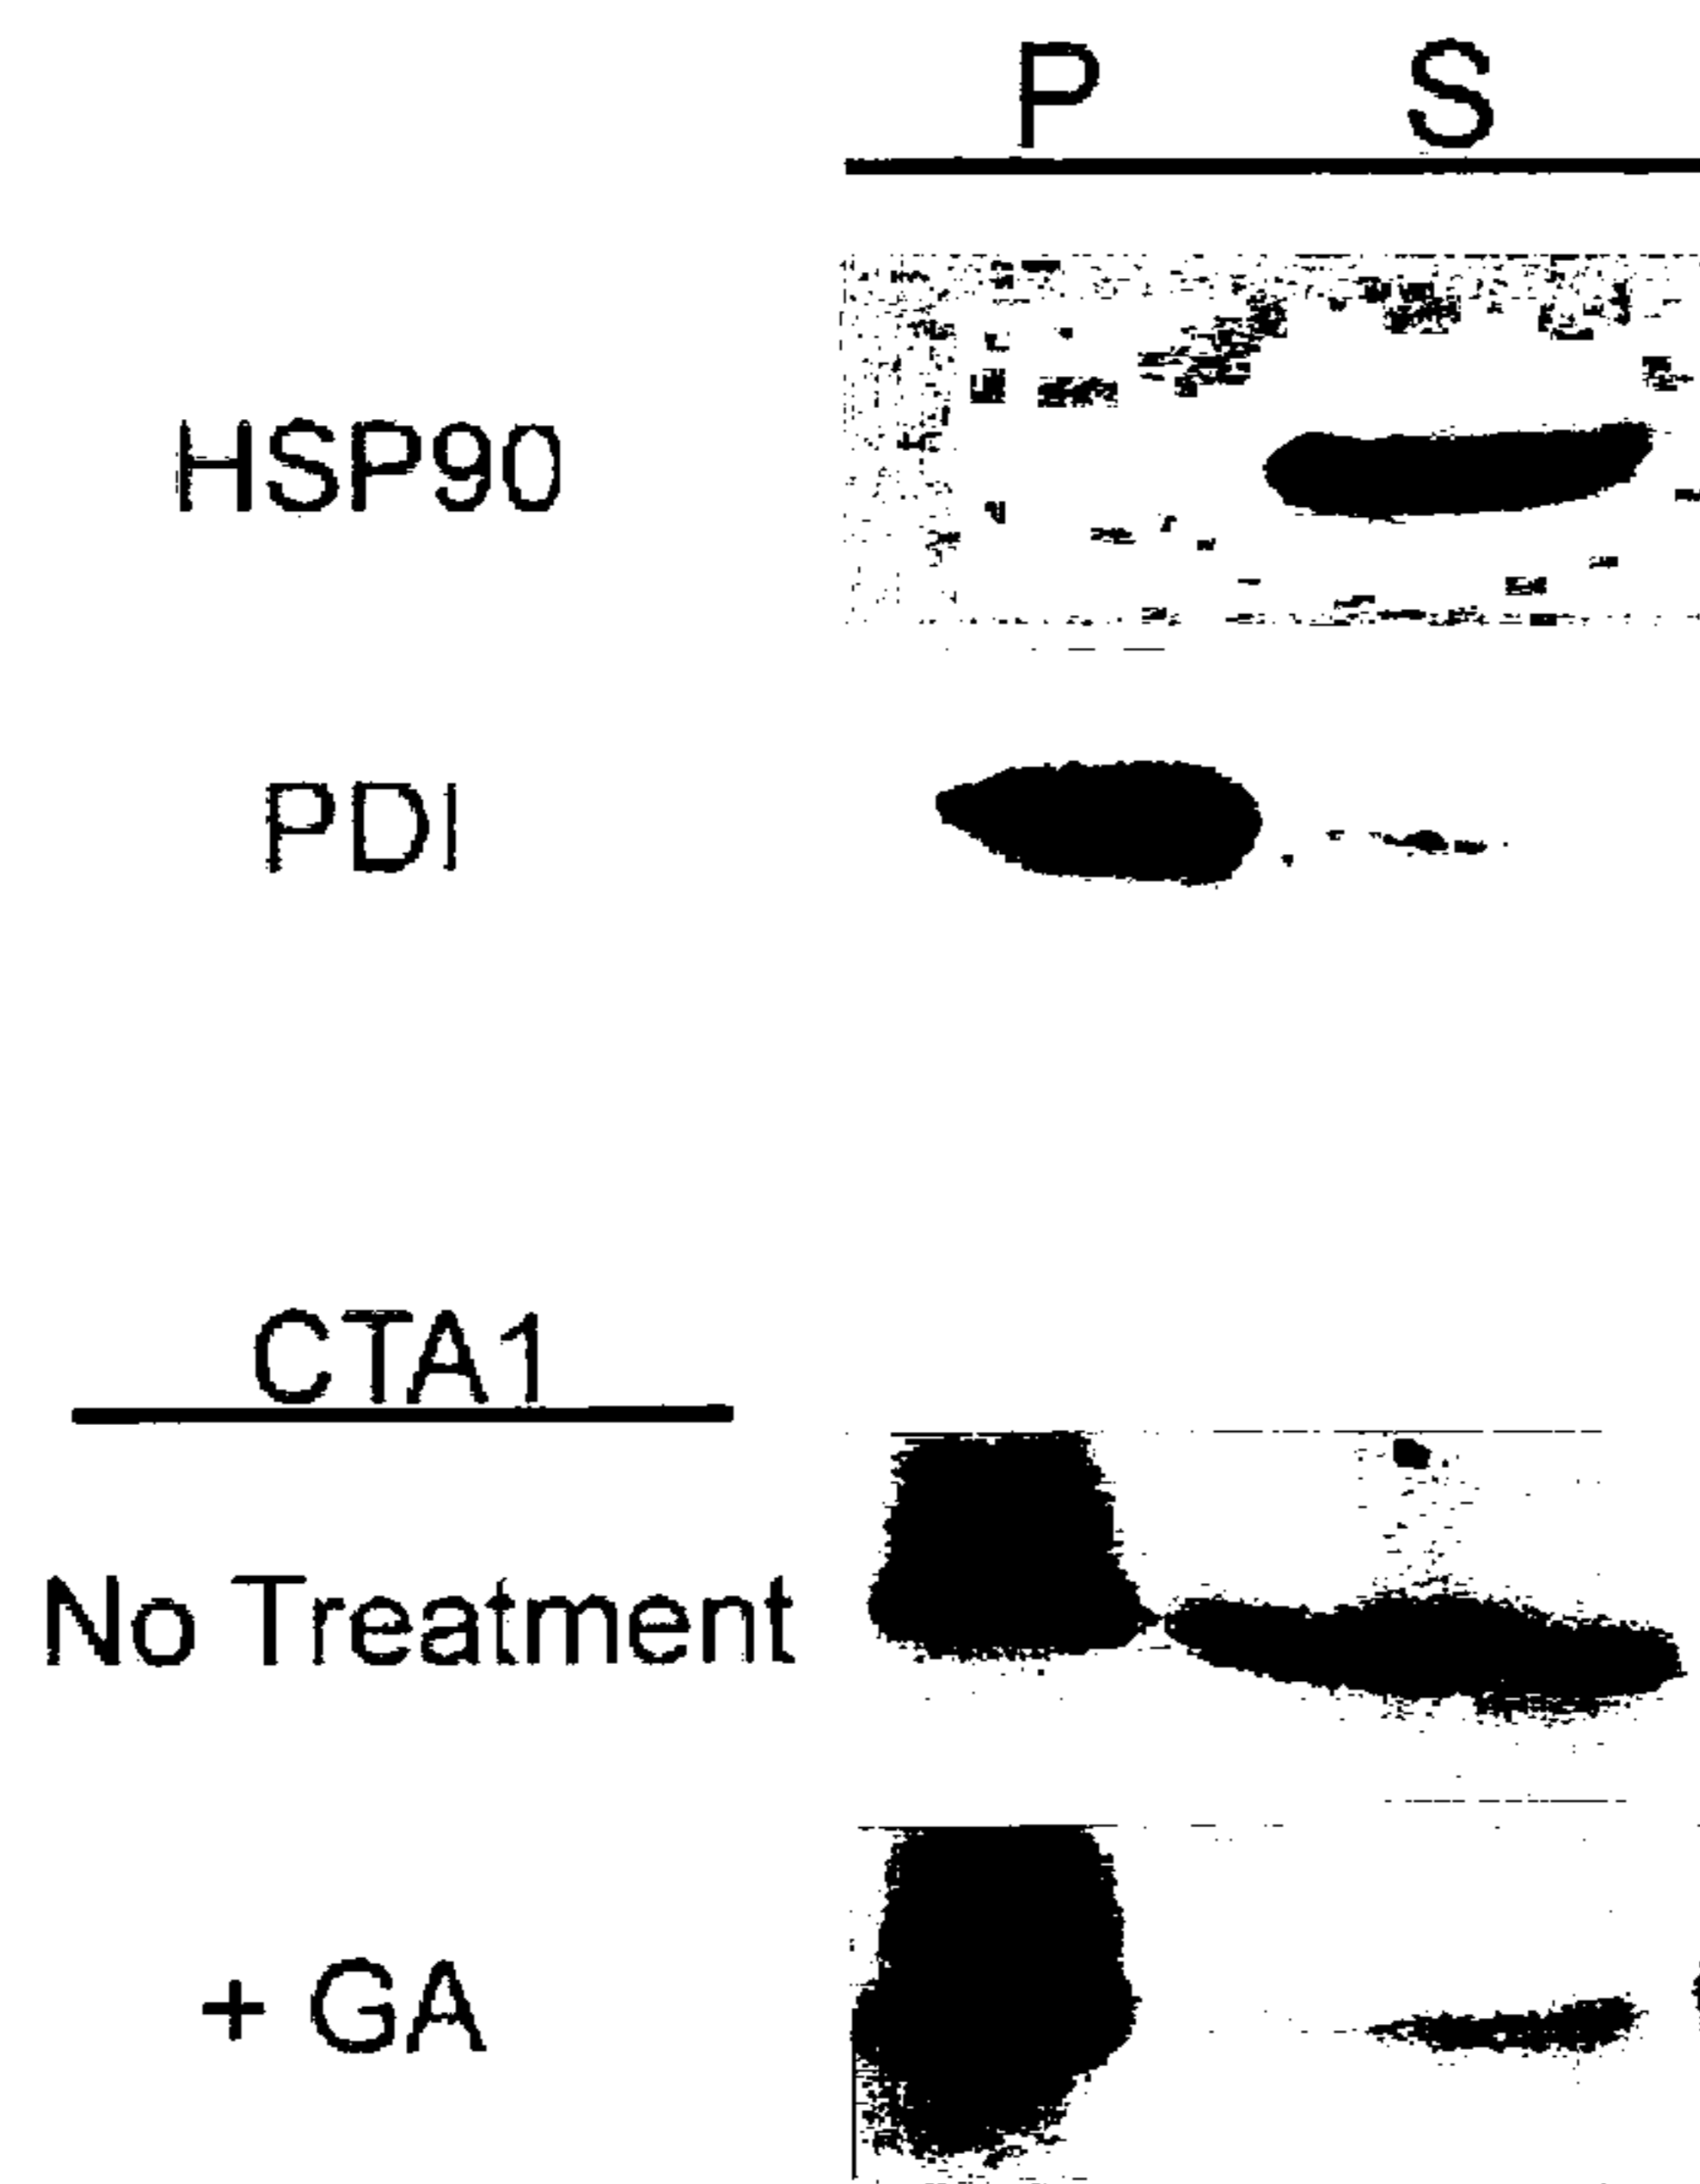 P S
HSP90
PDI
CTA1
No Treatment
+ GA